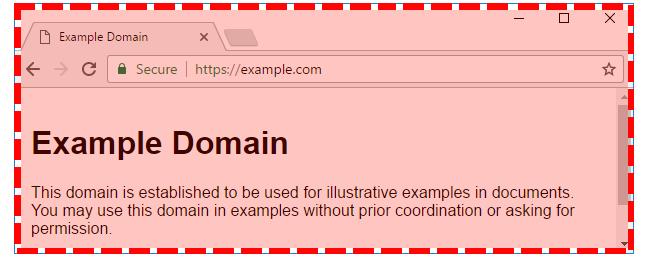 Example Domain
Secure https://example.com
Example Domain
This domain is established to be used for illustrative examples in documents.
You may use this domain in examples without prior coordination or asking for
permission.